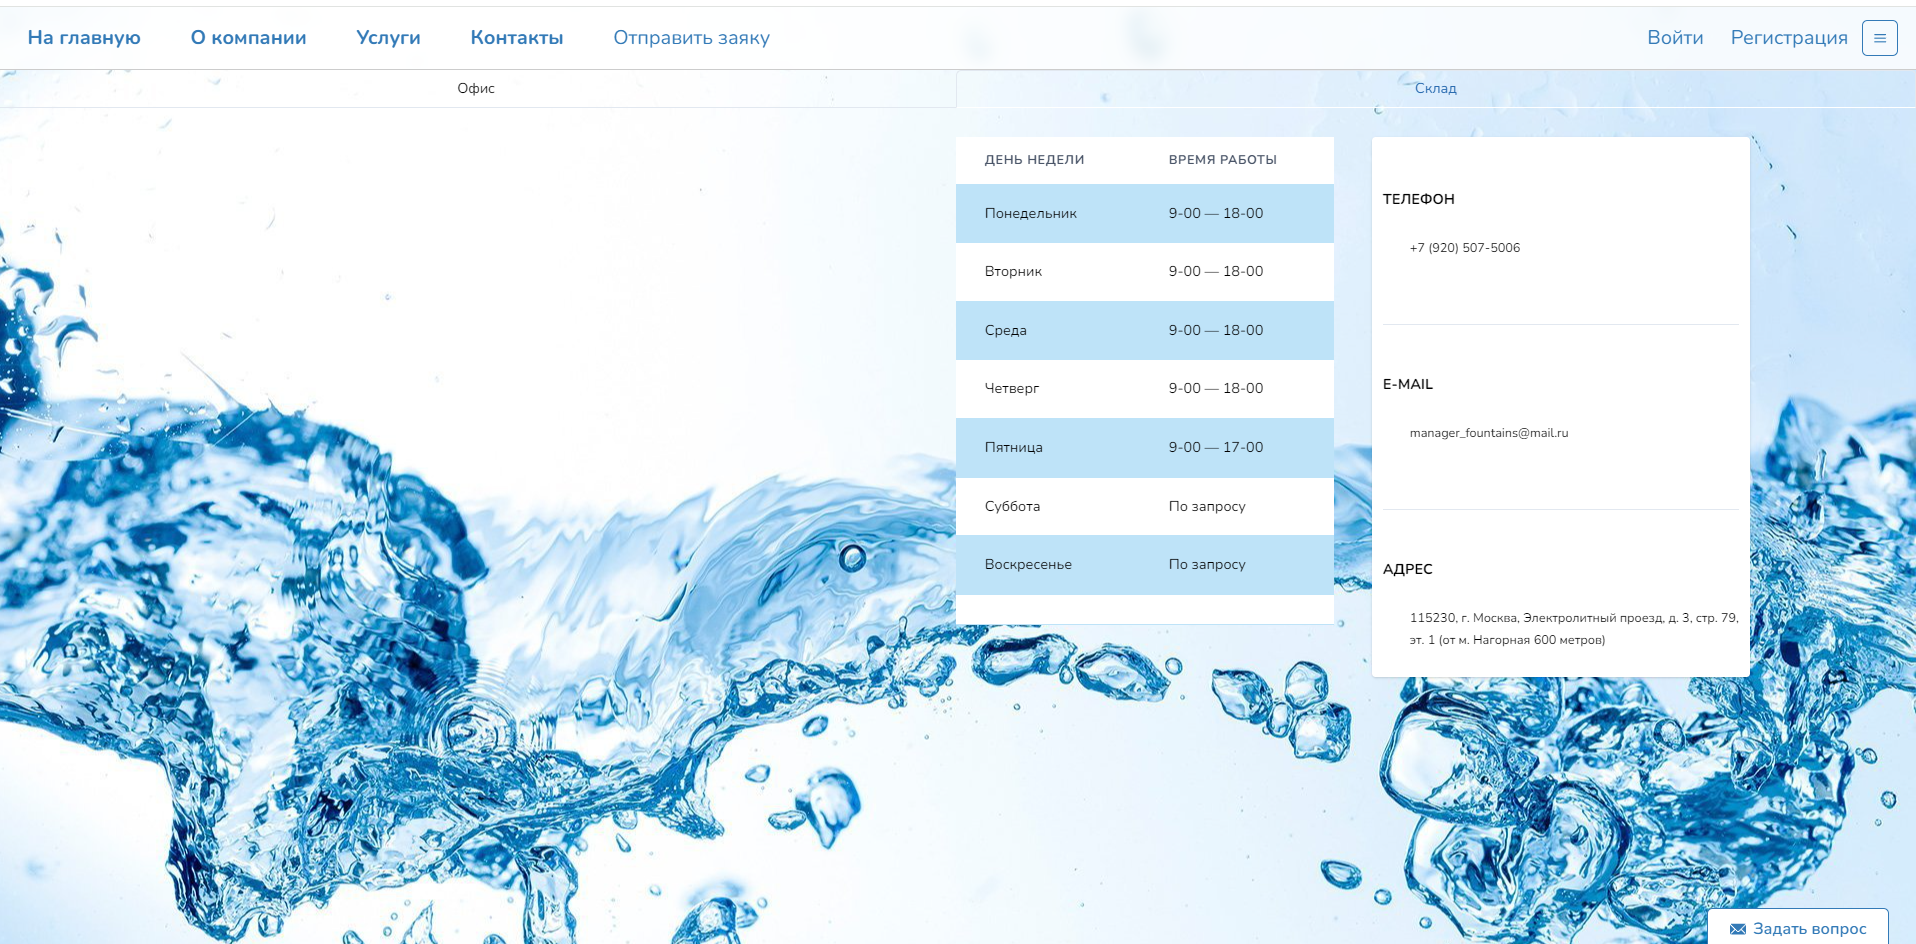 На главную О компании Услуги Контакты Отправить заяку Войти Регистрация
Офис Склад
ДЕНЬ НЕДЕЛИ ВРЕМЯ РАБОТЫ
Понедельник 9-00 — 18-00
Вторник 9-00 — 18-00
Среда 9-00 — 18-00
Четверг 9-00 — 18-00
Пятница 9-00 — 17-00
Суббота По запросу
Воскресенье По запросу
ТЕЛЕФОН
+7 (920) 507-5006
E-MAIL
manager_fountains@mail.ru
АДРЕС
115230, г. Москва, Электролитный проезд, д. 3, стр. 79,
эт. 1 (от м. Нагорная 600 метров)
Задать вопрос